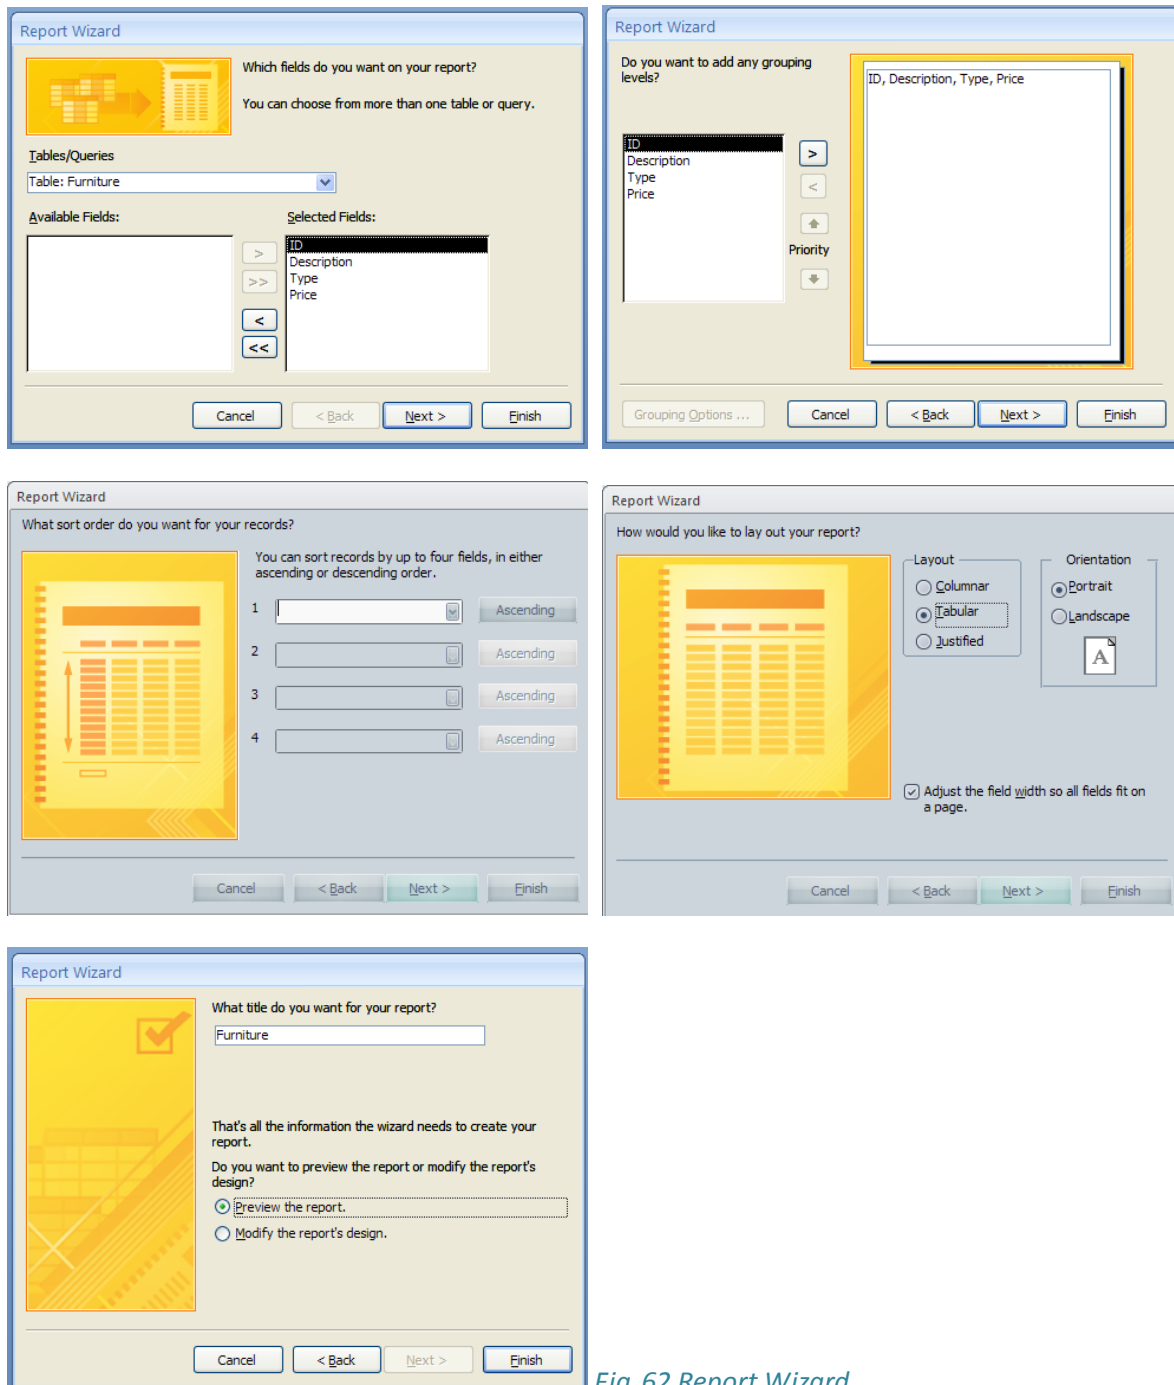 Report Wizard
Which fields do you want on your report?
You can choose from more than one table or query.
Tables/Queries
Table: Furniture
Available Fields:
Selected Fields:
ID
Description
Type
Price
>
>>
<
<<
Cancel
< Back
Next >
Finish
Report Wizard
Do you want to add any grouping
levels?
ID
Description
Type
Price
>
<
Priority
ID, Description, Type, Price
Grouping Options ...
Cancel
< Back
Next >
Finish
Report Wizard
What sort order do you want for your records?
You can sort records by up to four fields, in either
ascending or descending order.
1 Ascending
2 Ascending
3 Ascending
4 Ascending
Cancel
< Back
Next >
Finish
Report Wizard
How would you like to lay out your report?
Layout
Columnar
Tabular
Justified
Orientation
Portrait
Landscape
A
Adjust the field width so all fields fit on
a page.
Cancel
< Back
Next >
Finish
Report Wizard
What title do you want for your report?
Furniture
That's all the information the wizard needs to create your
report.
Do you want to preview the report or modify the report's
design?
Preview the report.
Modify the report's design.
Cancel
< Back
Next >
Finish
Fig. 62 Report Wizard